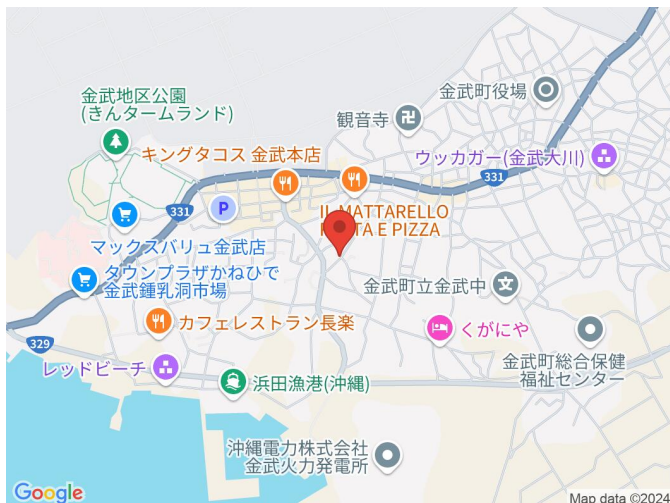 金武地区公園
(きんタームランド)
観音寺
金武町役場
キングタコス 金武本店
ウッカガー(金武大川)
331
331
P
IL MATTARELLO
PASTA E PIZZA
マックスバリュ金武店
タウンプラザかねひで
金武鍾乳洞市場
金武町立金武中
カフェレストラン長楽
くがにや
329
レッドビーチ
金武町総合保健
福祉センター
浜田漁港(沖縄)
沖縄電力株式会社
金武火力発電所
Google
Map data ©2024